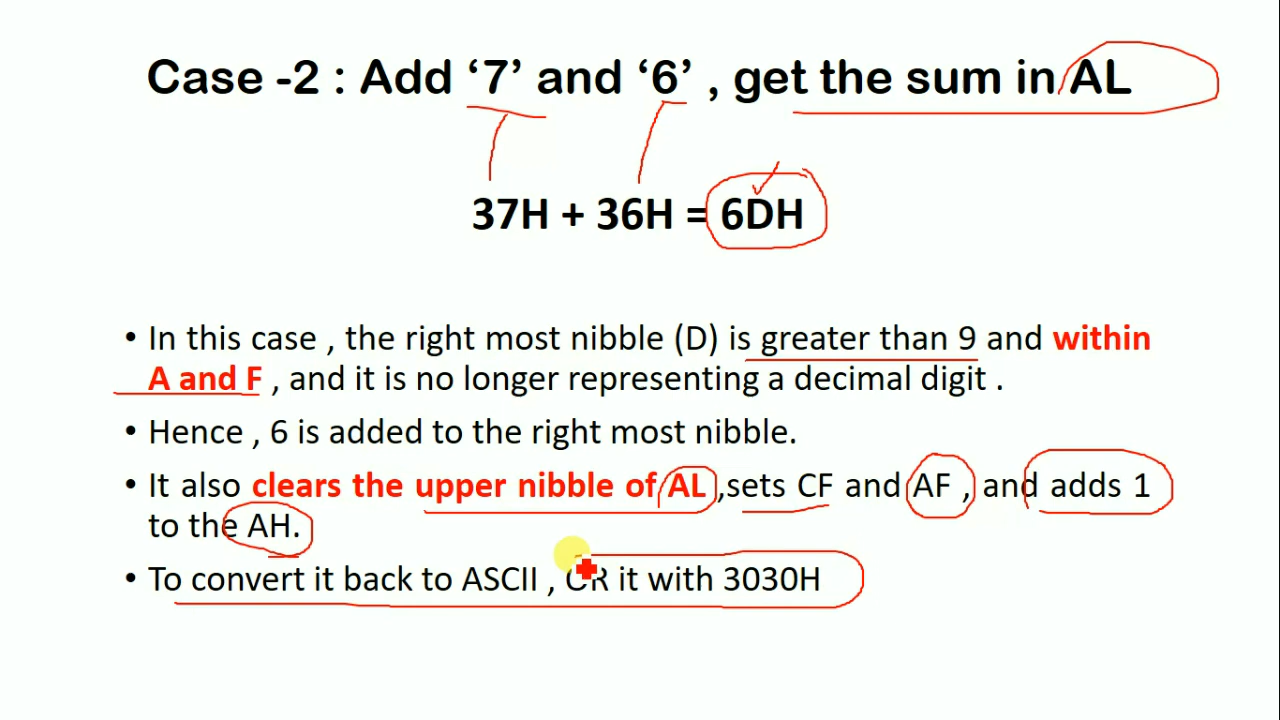 Case -2 : Add ‘7’ and ‘6’ , get the sum in AL
37H + 36H = 6DH
• In this case , the right most nibble (D) is greater than 9 and within
A and F , and it is no longer representing a decimal digit .
• Hence , 6 is added to the right most nibble.
• It also clears the upper nibble of AL ,sets CF and AF , and adds 1
to the AH.
• To convert it back to ASCII , OR it with 3030H